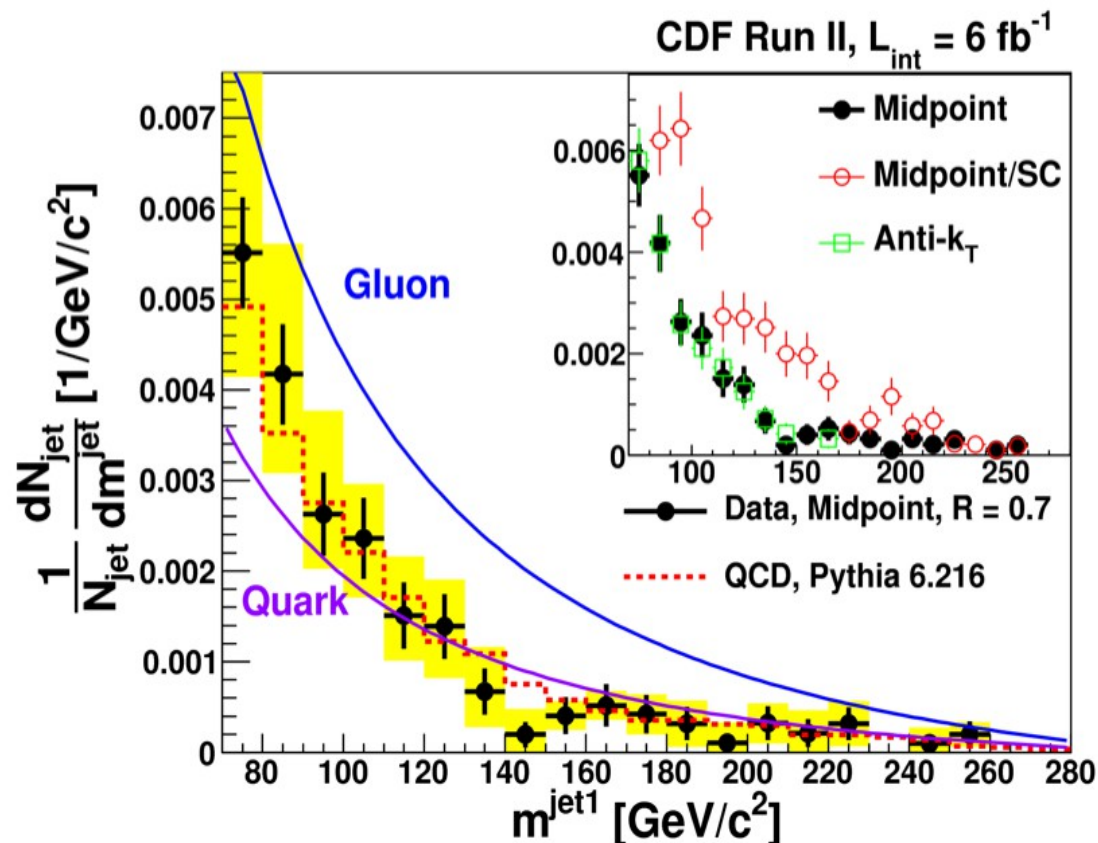 CDF Run II, L_int = 6 fb^-1
1/N_jet dN_jet/dm^jet [1/GeV/c^2]
0.007
0.006
0.005
0.004
0.003
0.002
0.001
0
Gluon
Quark
0.006
0.004
0.002
0
Midpoint
Midpoint/SC
Anti-k_T
100 150 200 250
Data, Midpoint, R = 0.7
QCD, Pythia 6.216
80 100 120 140 160 180 200 220 240 260 280
m^jet1 [GeV/c^2]